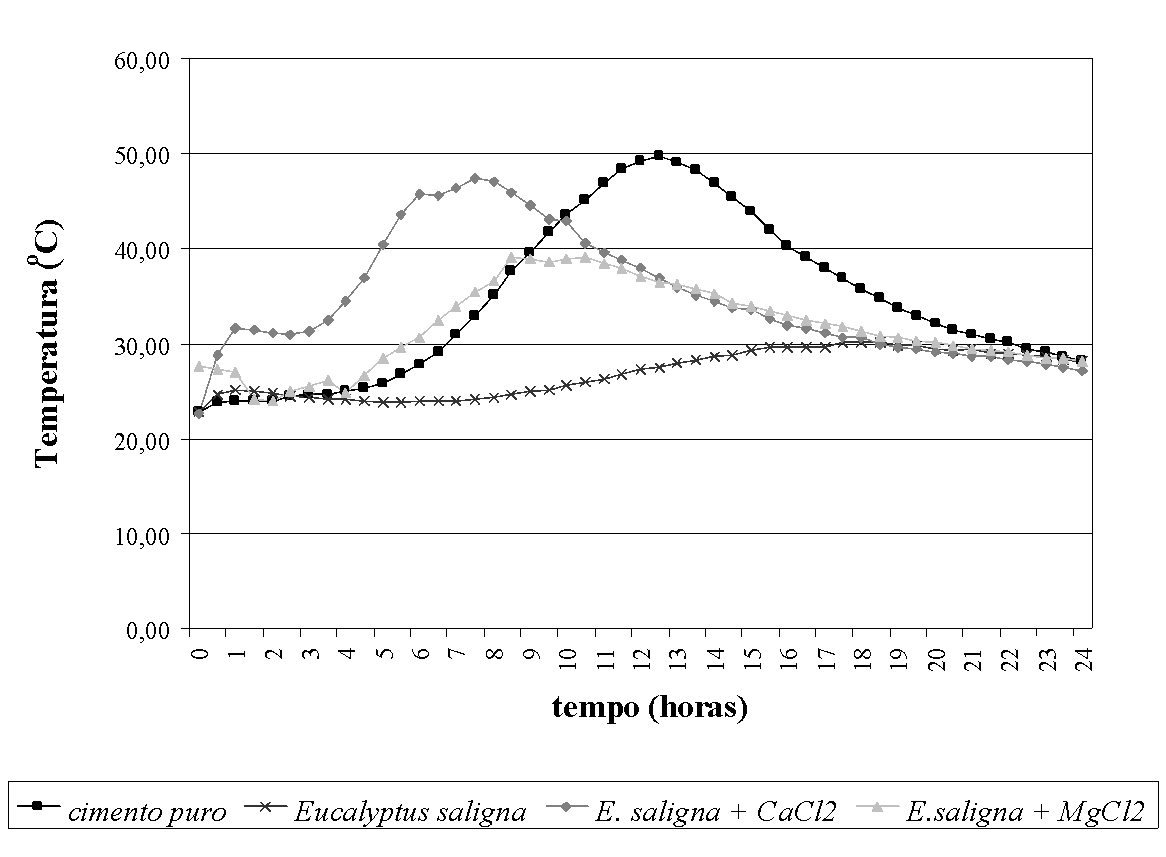 60,00
50,00
40,00
30,00
20,00
10,00
0,00
Temperatura (ºC)
0 1 2 3 4 5 6 7 8 9 10 11 12 13 14 15 16 17 18 19 20 21 22 23 24
tempo (horas)
cimento puro Eucalyptus saligna E. saligna + CaCl2 E.saligna + MgCl2